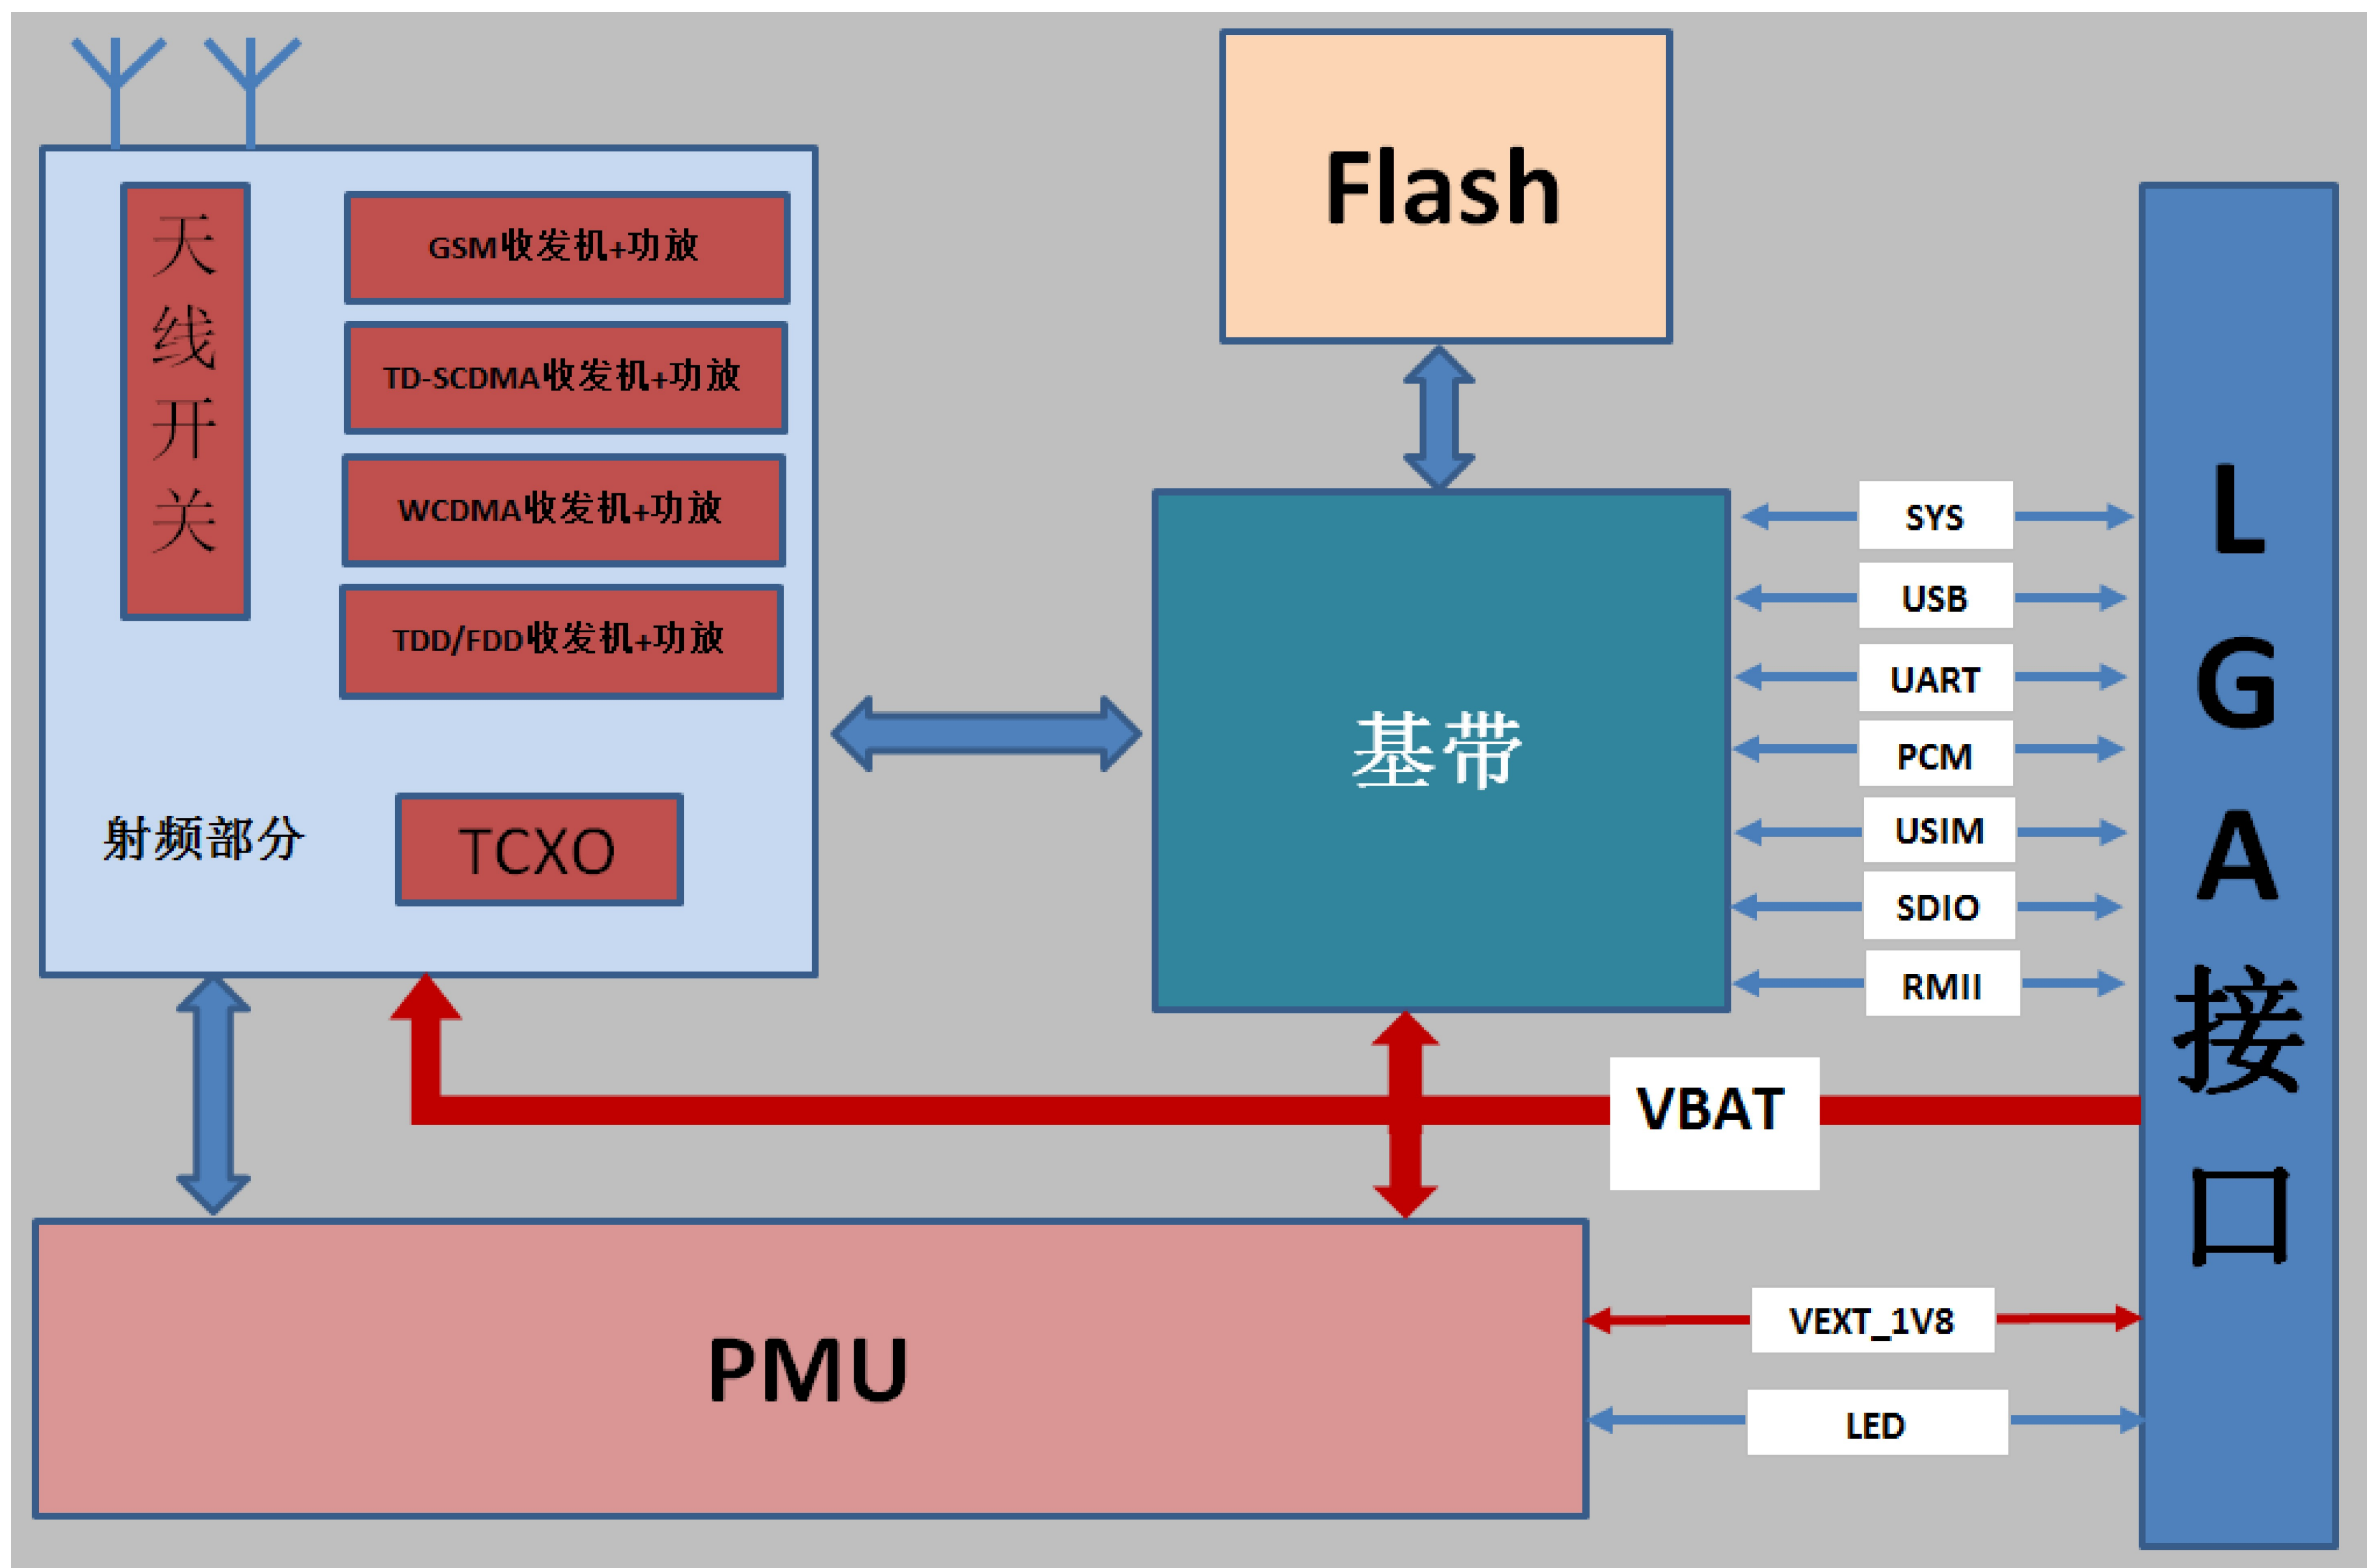 天线开关
GSM收发机+功放
TD-SCDMA收发机+功放
WCDMA收发机+功放
TDD/FDD收发机+功放
射频部分
TCXO
Flash
基带
SYS
USB
UART
PCM
USIM
SDIO
RMII
VBAT
PMU
VEXT_1V8
LED
LGA接口